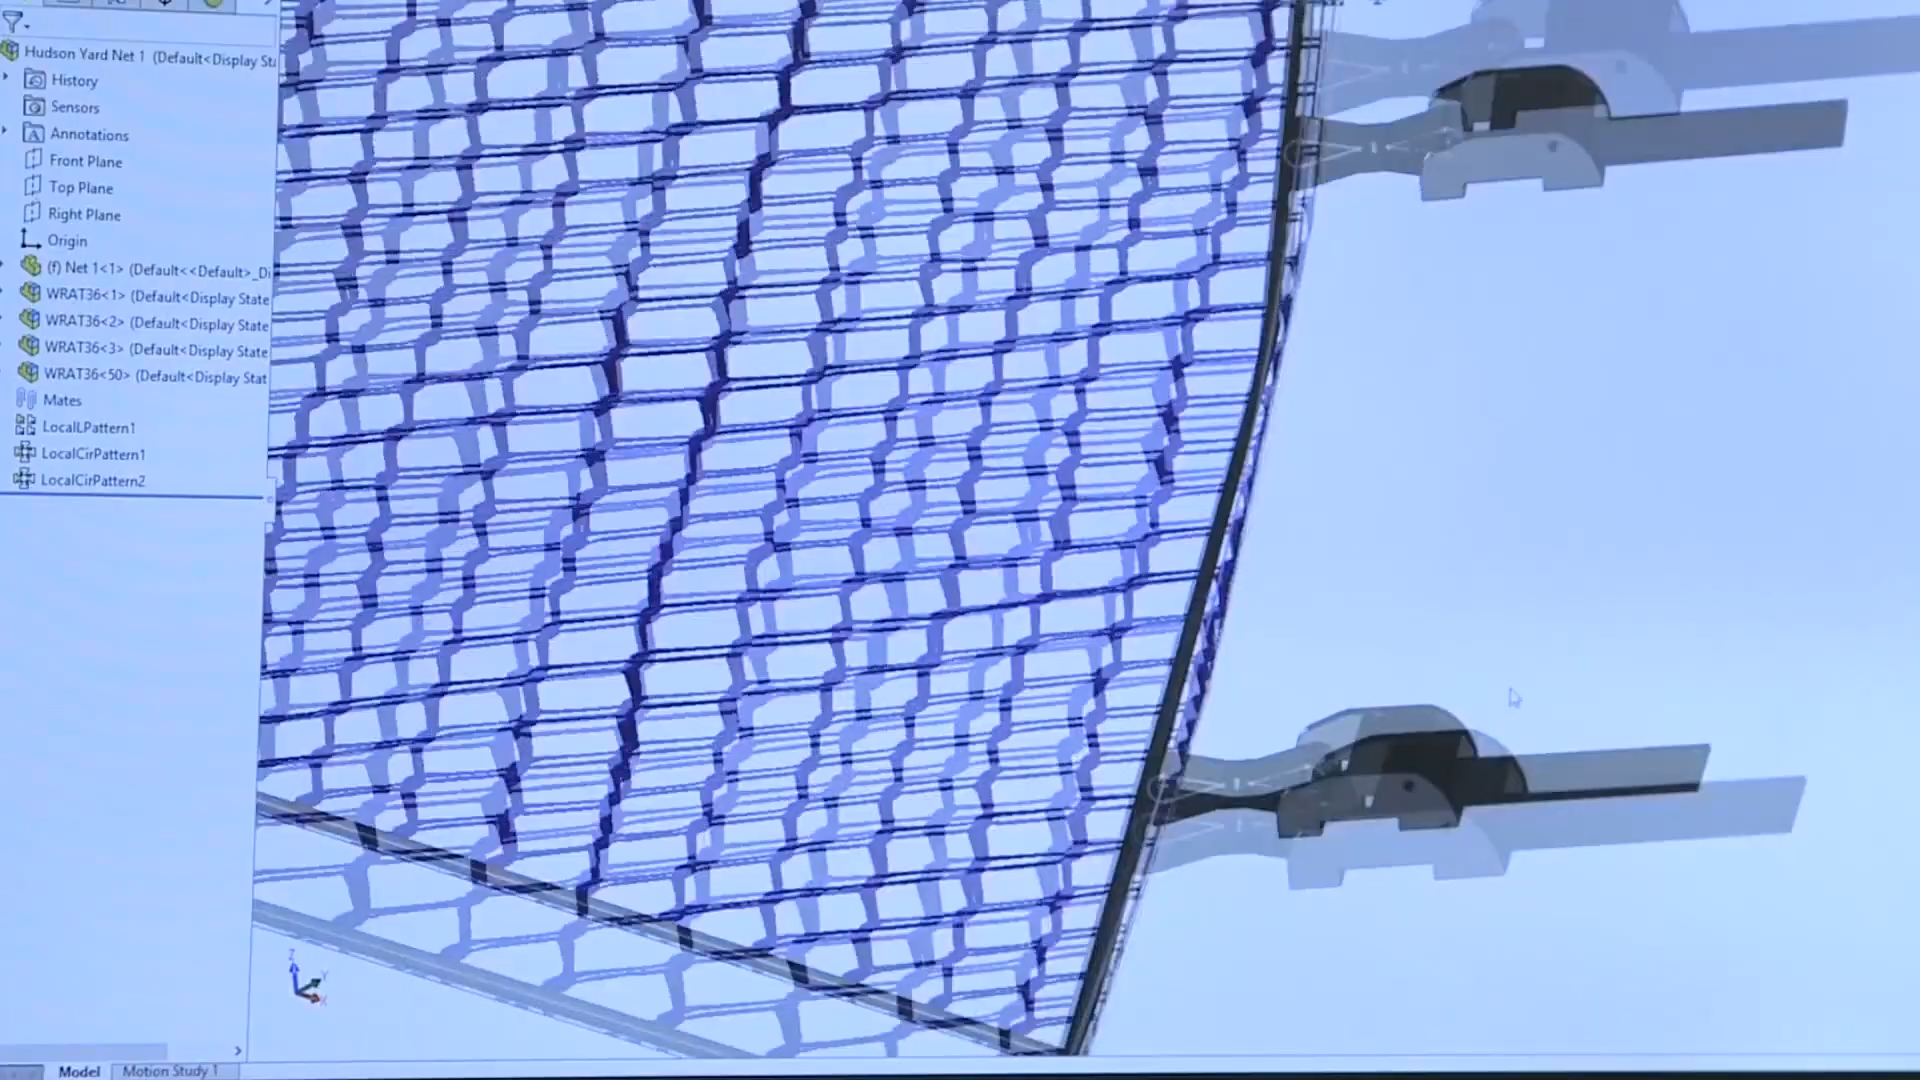 Hudson Yard Net 1 (Default<Display Sta
History
Sensors
Annotations
Front Plane
Top Plane
Right Plane
Origin
(f) Net 1<1> (Default<<Default>_Di
WRAT36<1> (Default<Display State
WRAT36<2> (Default<Display State
WRAT36<3> (Default<Display State
WRAT36<50> (Default<Display Stat
Mates
LocalLPattern1
LocalCirPattern1
LocalCirPattern2
Z
Y
X
Model
Motion Study 1